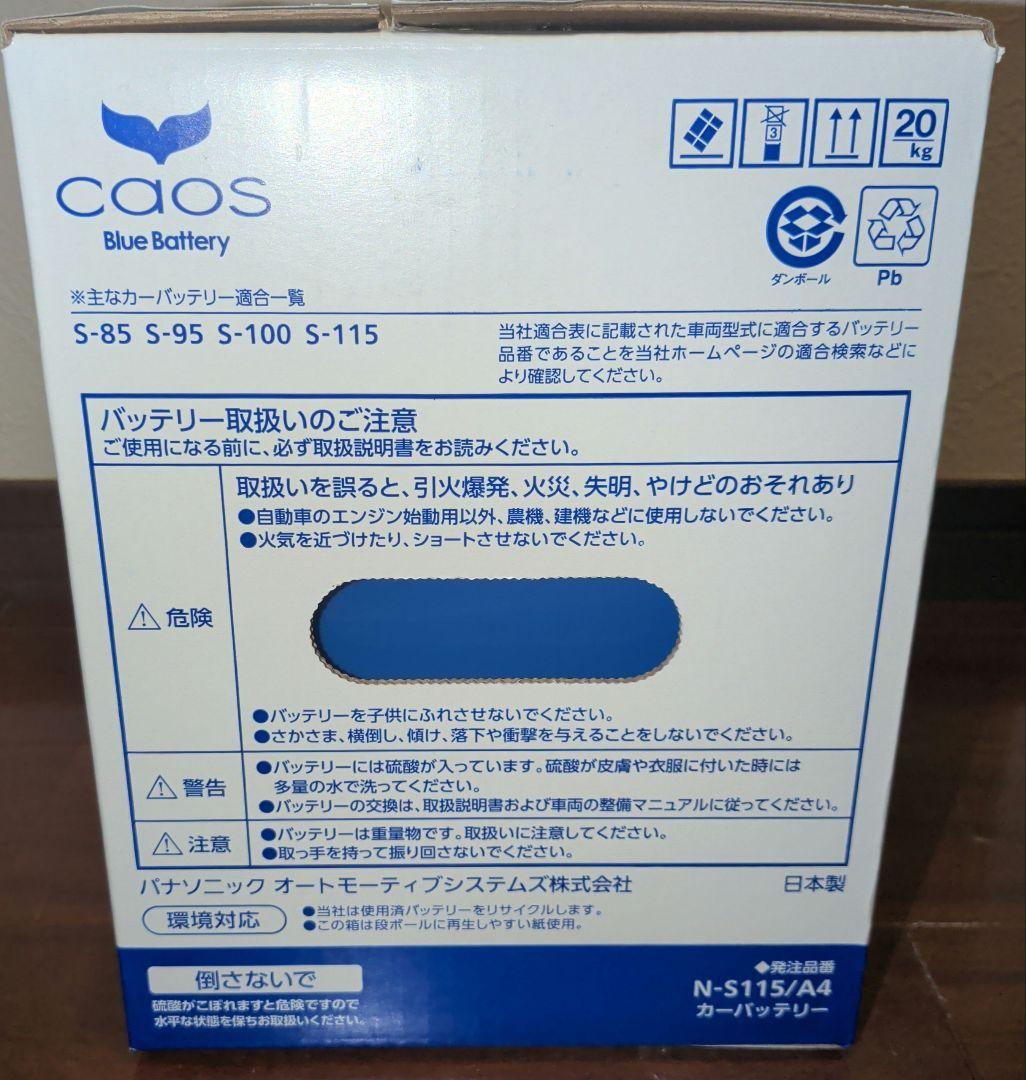 caos
Blue Battery
3
20
kg
ダンボール
Pb
※主なカーバッテリー適合一覧
S-85 S-95 S-100 S-115
当社適合表に記載された車両型式に適合するバッテリー
品番であることを当社ホームページの適合検索などに
より確認してください。
バッテリー取扱いのご注意
ご使用になる前に、必ず取扱説明書をお読みください。
危険
取扱いを誤ると、引火爆発、火災、失明、やけどのおそれあり
●自動車のエンジン始動用以外、農機、建機などに使用しないでください。
●火気を近づけたり、ショートさせないでください。
●バッテリーを子供にふれさせないでください。
●さかさま、横倒し、傾け、落下や衝撃を与えることをしないでください。
警告
●バッテリーには硫酸が入っています。硫酸が皮膚や衣服に付いた時には
多量の水で洗ってください。
●バッテリーの交換は、取扱説明書および車両の整備マニュアルに従ってください。
注意
●バッテリーは重量物です。取扱いに注意してください。
●取っ手を持って振り回さないでください。
パナソニック オートモーティブシステムズ株式会社
日本製
環境対応
●当社は使用済バッテリーをリサイクルします。
●この箱は段ボールに再生しやすい紙使用。
倒さないで
硫酸がこぼれますと危険ですので
水平な状態を保ちお取扱いください。
◆発注品番
N-S115/A4
カーバッテリー